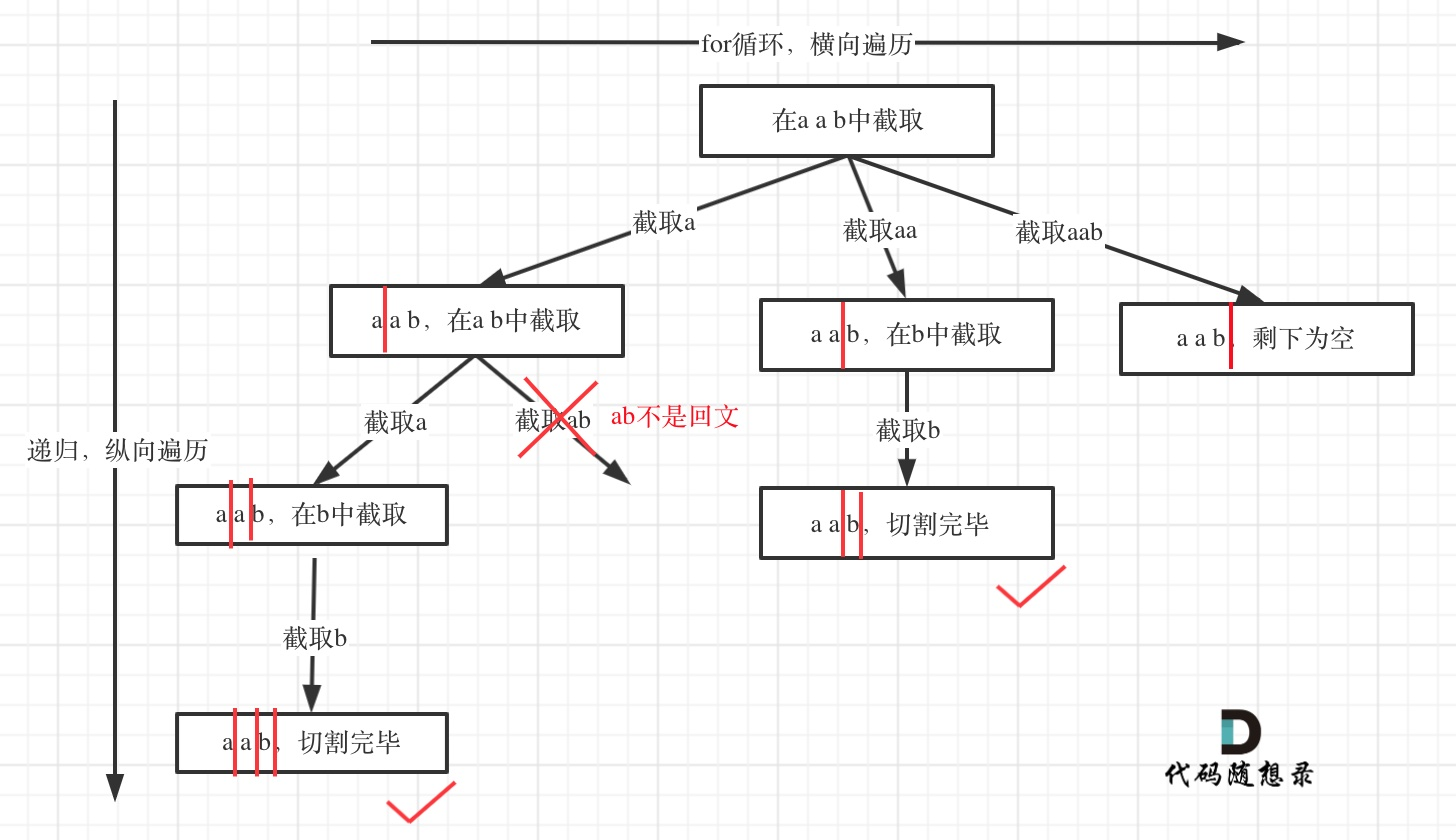 for循环，横向遍历
在a a b中截取
截取a
截取aa
截取aab
a a b，在a b中截取
a a b，在b中截取
a a b，剩下为空
截取a
截取ab
ab不是回文
截取b
递归，纵向遍历
a a b，在b中截取
a a b，切割完毕
截取b
a a b，切割完毕
代码随想录